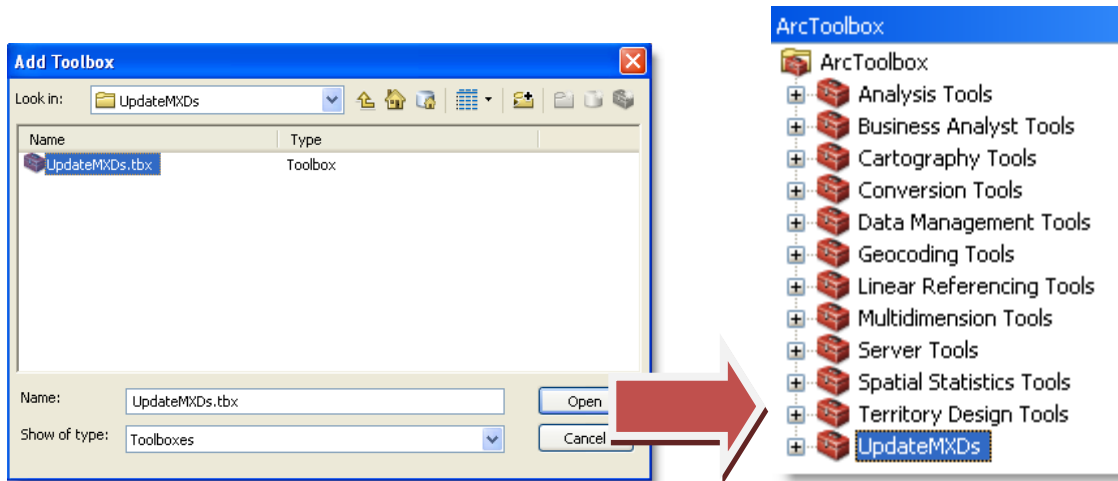 Add Toolbox
Look in: UpdateMXDs
Name Type
UpdateMXDs.tbx Toolbox
Name: UpdateMXDs.tbx Open
Show of type: Toolboxes Cancel
ArcToolbox
ArcToolbox
Analysis Tools
Business Analyst Tools
Cartography Tools
Conversion Tools
Data Management Tools
Geocoding Tools
Linear Referencing Tools
Multidimension Tools
Server Tools
Spatial Statistics Tools
Territory Design Tools
UpdateMXDs